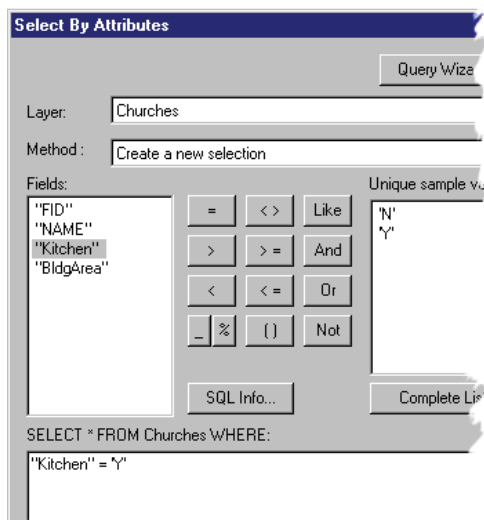 Select By Attributes
Query Wiza
Layer: Churches
Method : Create a new selection
Fields:
Unique sample v
"FID"
"NAME"
"Kitchen"
"BldgArea"
= < > Like
> > = And
< < = Or
_ % ( ) Not
'N'
'Y'
SQL Info...
Complete Lis
SELECT * FROM Churches WHERE:
"Kitchen" = 'Y'